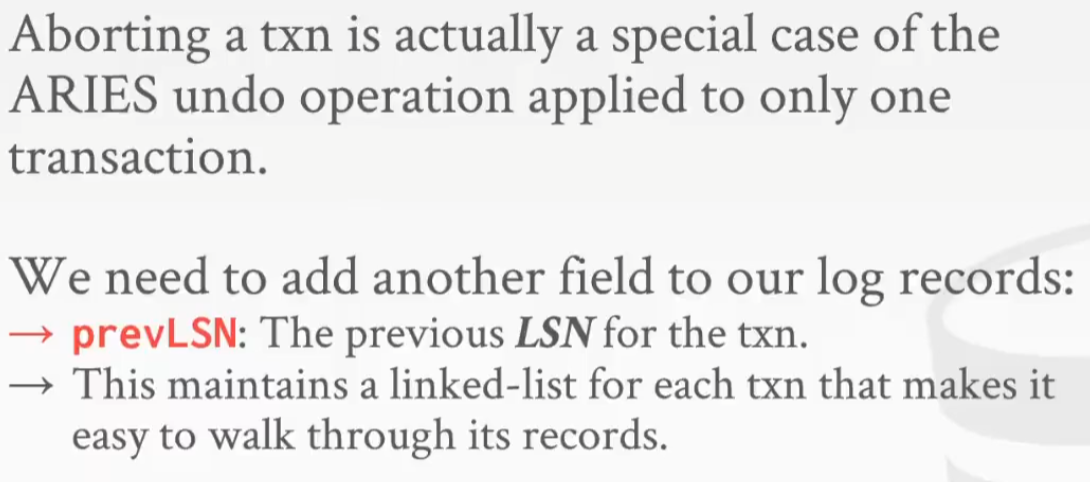 Aborting a txn is actually a special case of the
ARIES undo operation applied to only one
transaction.
We need to add another field to our log records:
→ prevLSN: The previous LSN for the txn.
→ This maintains a linked-list for each txn that makes it
easy to walk through its records.